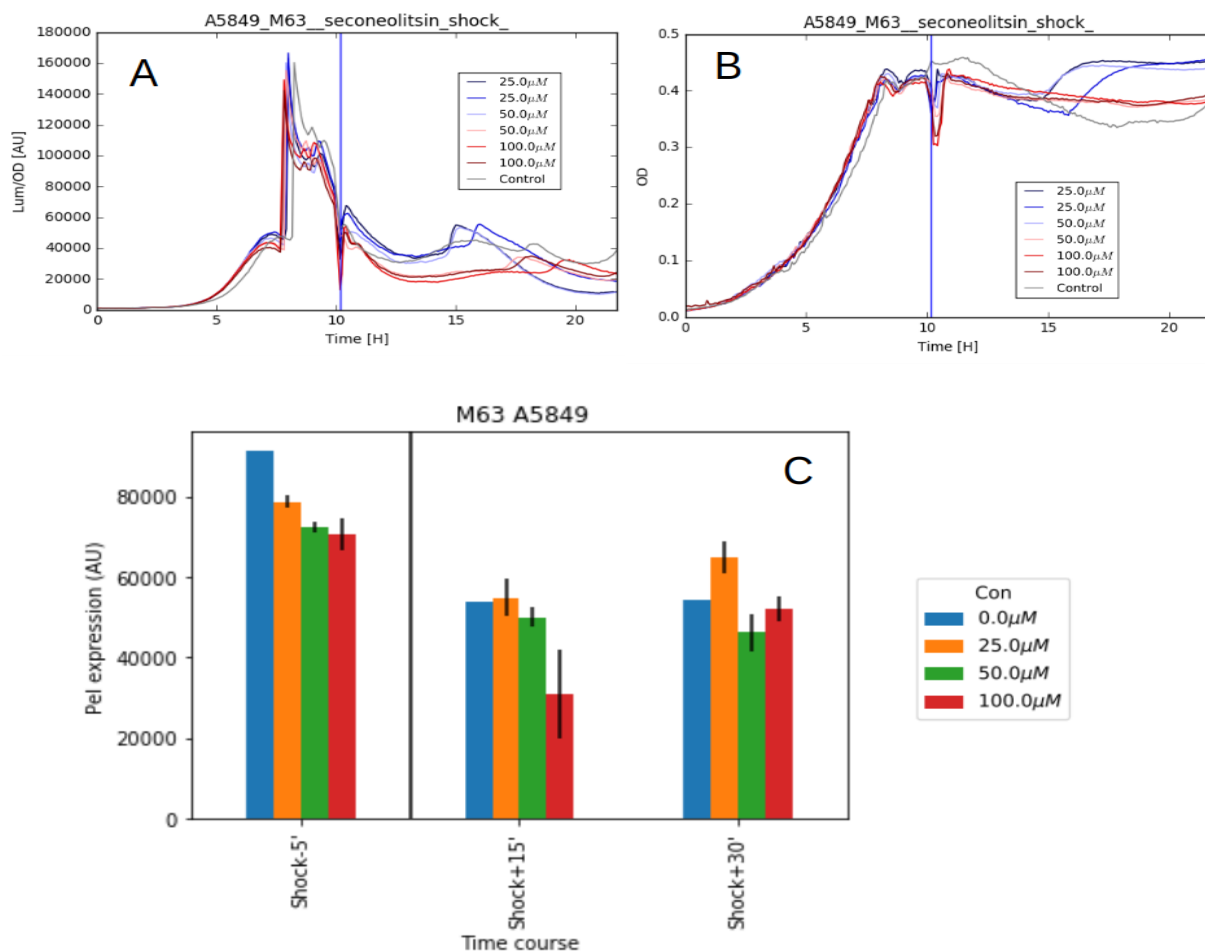 A5849_M63__seconeolitsin_shock_
A
Lum/OD [AU]
180000
160000
140000
120000
100000
80000
60000
40000
20000
0
0
5
10
15
20
Time [H]
25.0μM
25.0μM
50.0μM
50.0μM
100.0μM
100.0μM
Control
A5849_M63__seconeolitsin_shock_
B
OD
0.5
0.4
0.3
0.2
0.1
0.0
0
5
10
15
20
Time [H]
25.0μM
25.0μM
50.0μM
50.0μM
100.0μM
100.0μM
Control
M63 A5849
C
Pel expression (AU)
80000
60000
40000
20000
0
Shock-5'
Shock+15'
Shock+30'
Time course
Con
0.0μM
25.0μM
50.0μM
100.0μM